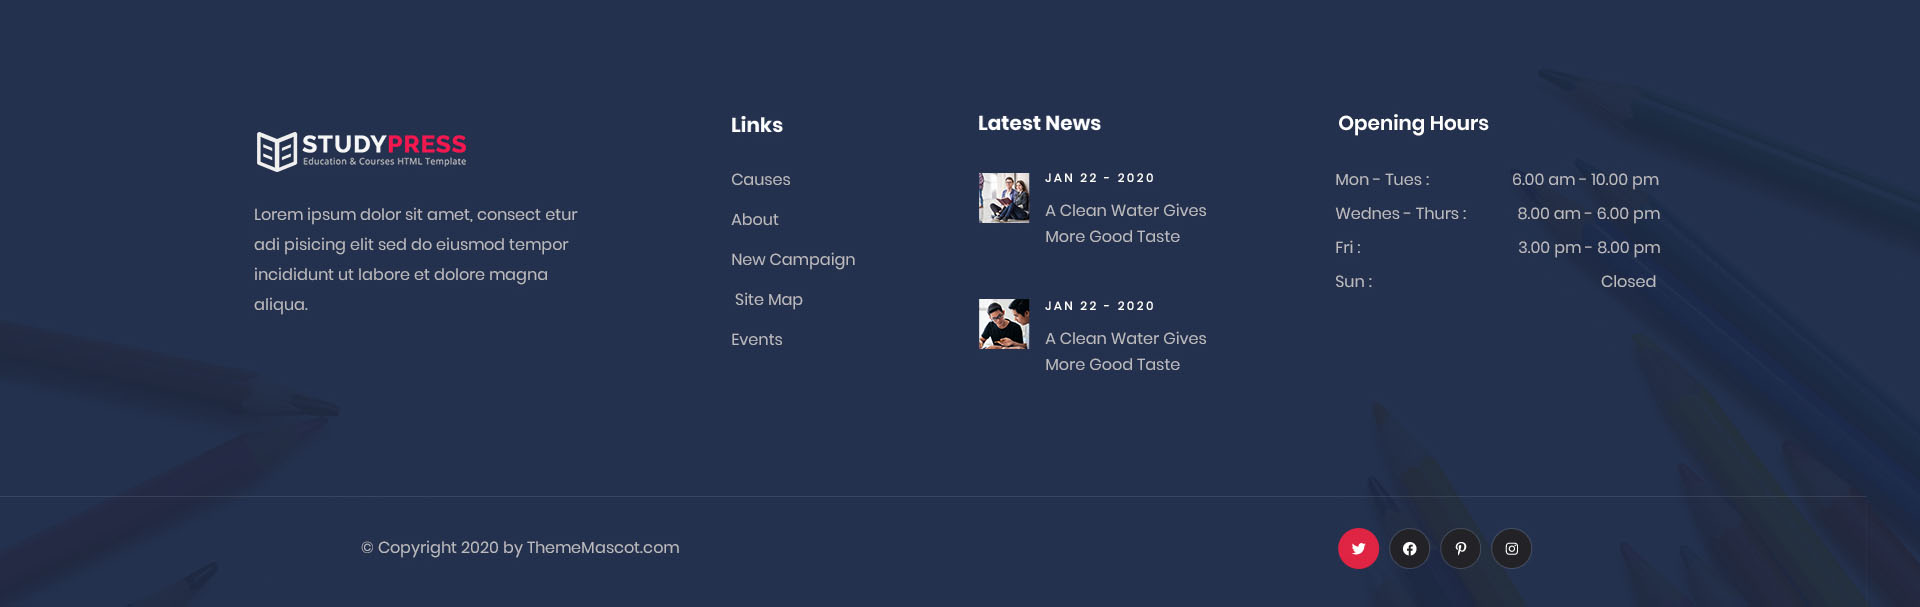 STUDYPRESS
Education & Courses HTML Template
Lorem ipsum dolor sit amet, consect etur
adi pisicing elit sed do eiusmod tempor
incididunt ut labore et dolore magna
aliqua.
Links
Causes
About
New Campaign
Site Map
Events
Latest News
JAN 22 - 2020
A Clean Water Gives
More Good Taste
JAN 22 - 2020
A Clean Water Gives
More Good Taste
Opening Hours
Mon - Tues : 6.00 am - 10.00 pm
Wednes - Thurs : 8.00 am - 6.00 pm
Fri : 3.00 pm - 8.00 pm
Sun : Closed
© Copyright 2020 by ThemeMascot.com